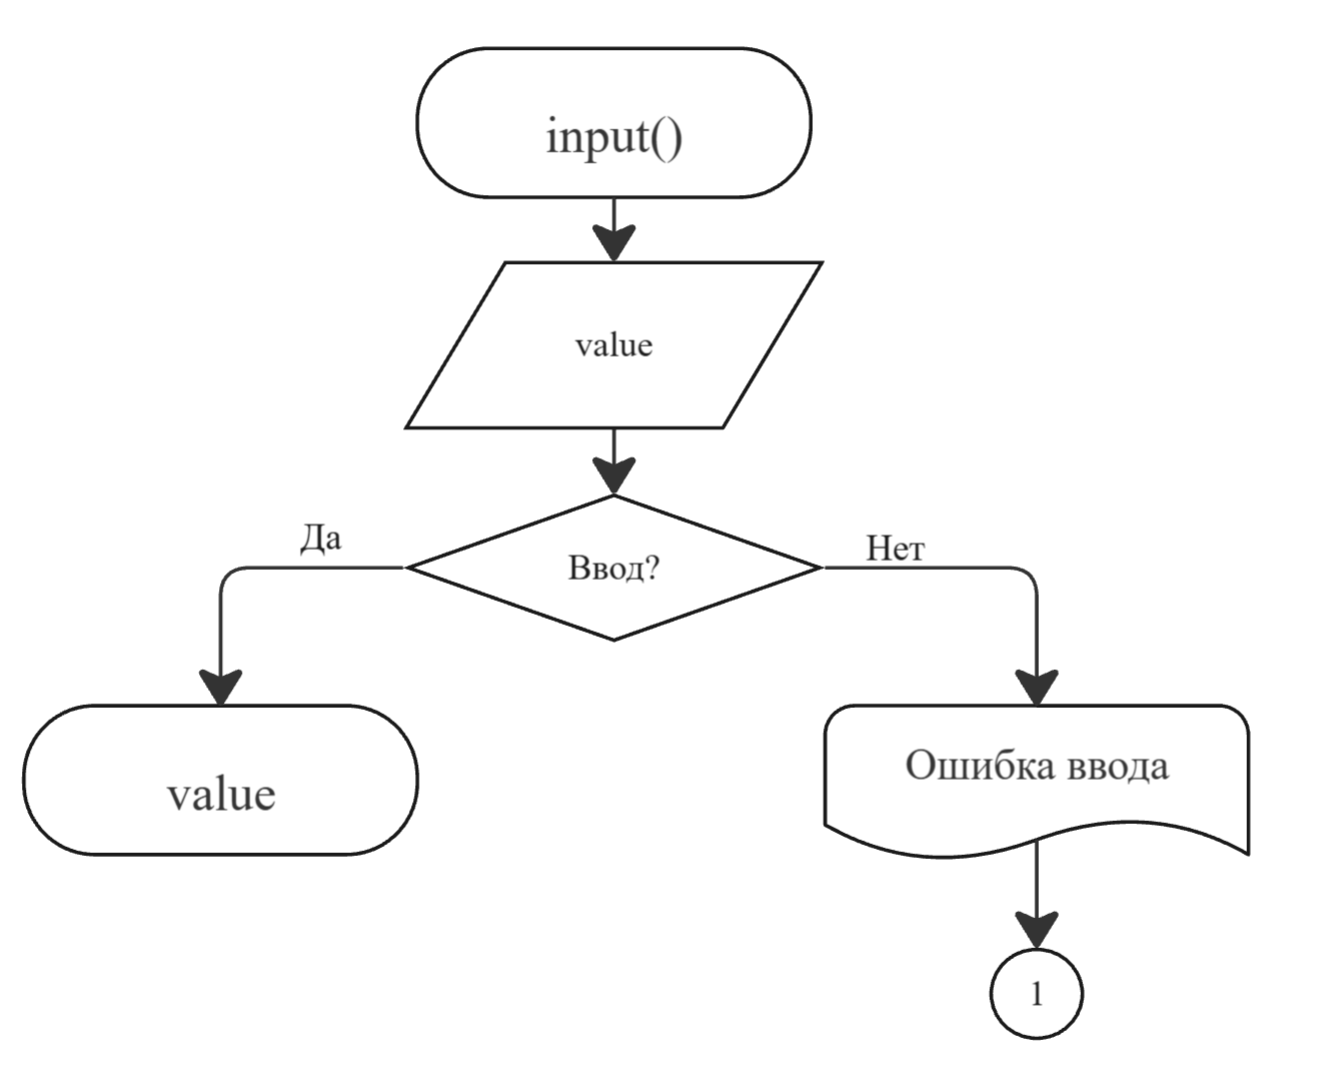 input()
value
Ввод?
Да
Нет
value
Ошибка ввода
1